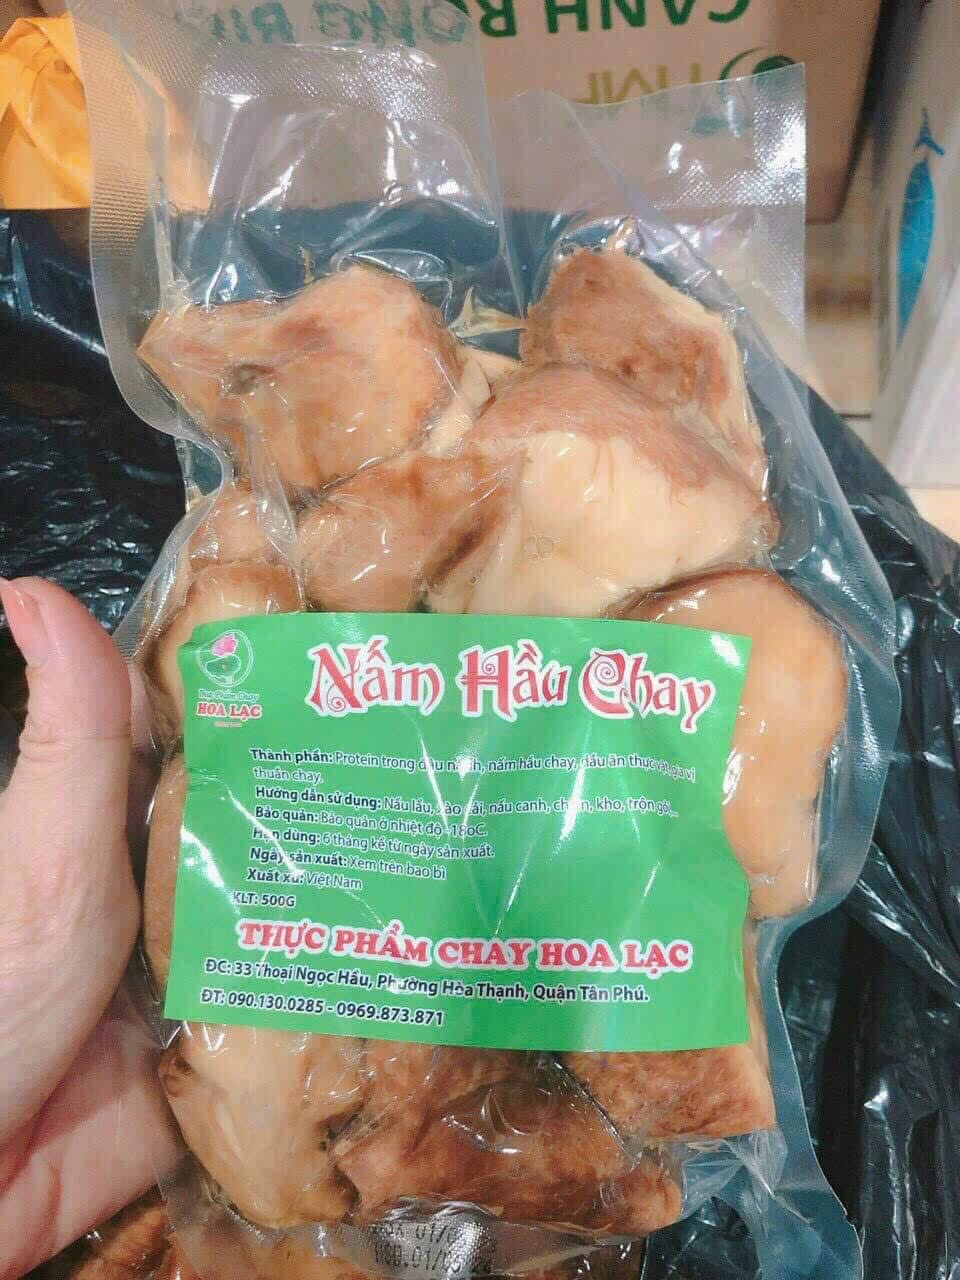 CANH RONG BIỂN
Thực Phẩm Chay
HOA LẠC
Nấm Hầu Chay
Thành phần: Protein trong đậu nành, nấm hầu chay, dầu ăn thực vật, gia vị
thuần chay.
Hướng dẫn sử dụng: Nấu lẩu, xào cải, nấu canh, chiên, kho, trộn gỏi,...
Bảo quản: Bảo quản ở nhiệt độ -18oC.
Hạn dùng: 6 tháng kể từ ngày sản xuất.
Ngày sản xuất: Xem trên bao bì
Xuất xứ: Việt Nam
KLT: 500G
THỰC PHẨM CHAY HOA LẠC
ĐC: 33 Thoại Ngọc Hầu, Phường Hòa Thạnh, Quận Tân Phú.
ĐT: 090.130.0285 - 0969.873.871